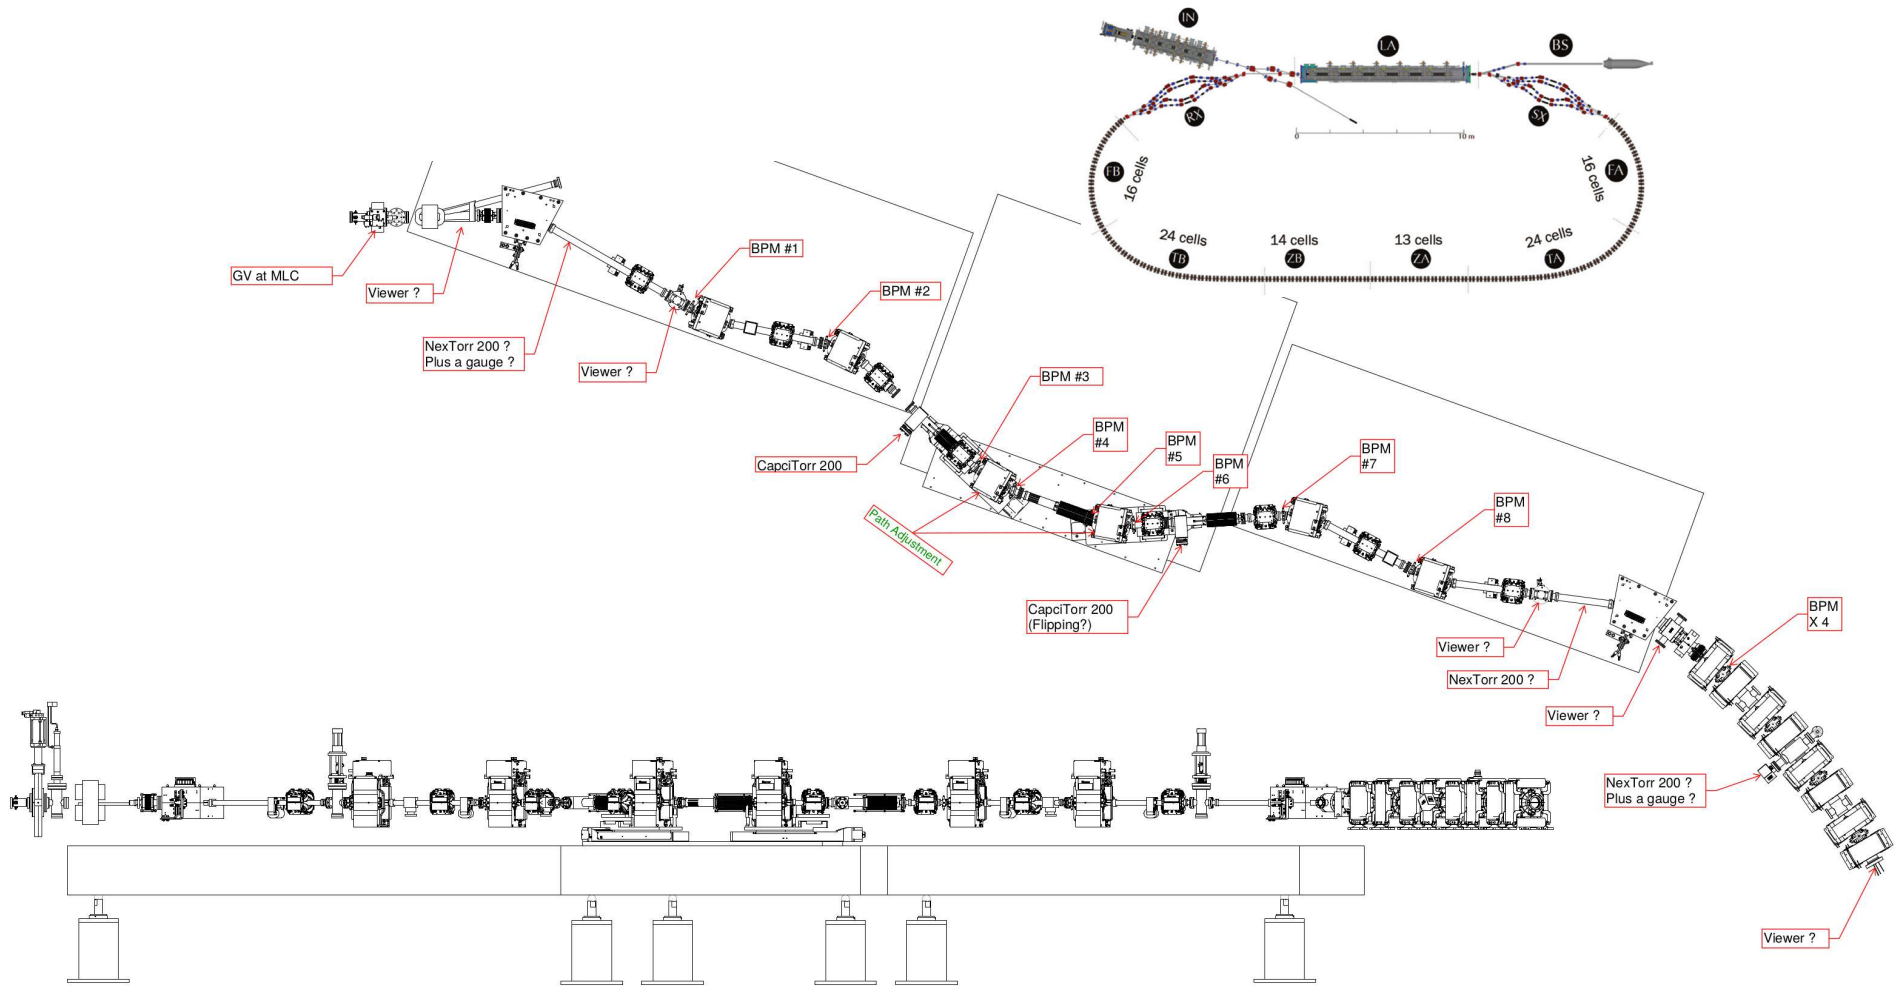 IN
LA
BS
RX
SX
0
10 m
FB
16 cells
16 cells
FA
24 cells
14 cells
13 cells
24 cells
TB
ZB
ZA
TA
GV at MLC
Viewer ?
NexTorr 200 ?
Plus a gauge ?
Viewer ?
BPM #1
BPM #2
BPM #3
CapciTorr 200
BPM
#4
BPM
#5
BPM
#6
BPM
#7
BPM
#8
Path Adjustment
CapciTorr 200
(Flipping?)
Viewer ?
NexTorr 200 ?
Viewer ?
BPM
X 4
NexTorr 200 ?
Plus a gauge ?
Viewer ?